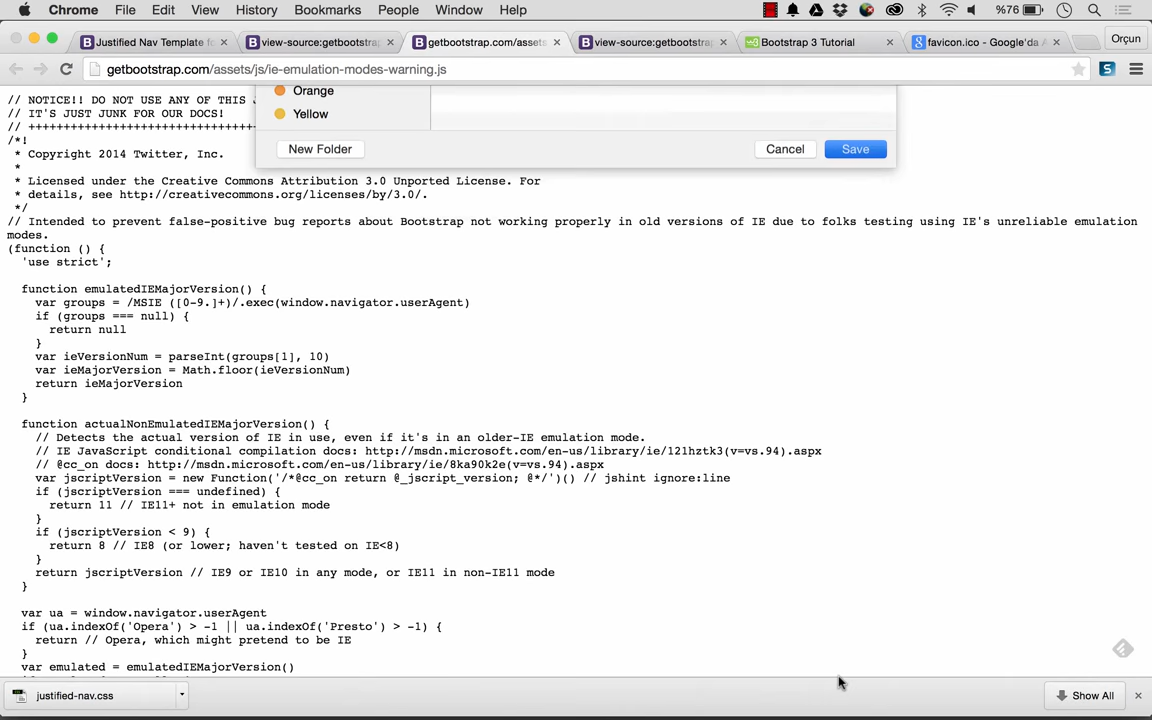 Chrome File Edit View History Bookmarks People Window Help %76
Justified Nav Template fo view-source:getbootstra getbootstrap.com/assets view-source:getbootstra Bootstrap 3 Tutorial favicon.ico - Google'da A Orçun
getbootstrap.com/assets/js/ie-emulation-modes-warning.js
Orange
Yellow
New Folder Cancel Save
// NOTICE!! DO NOT USE ANY OF THIS J
// IT'S JUST JUNK FOR OUR DOCS!
// ++++++++++++++++++++++++++++++++
/*!
 * Copyright 2014 Twitter, Inc.
 *
 * Licensed under the Creative Commons Attribution 3.0 Unported License. For
 * details, see http://creativecommons.org/licenses/by/3.0/.
 */
// Intended to prevent false-positive bug reports about Bootstrap not working properly in old versions of IE due to folks testing using IE's unreliable emulation
modes.
(function () {
  'use strict';
  function emulatedIEMajorVersion() {
    var groups = /MSIE ([0-9.]+)/.exec(window.navigator.userAgent)
    if (groups === null) {
      return null
    }
    var ieVersionNum = parseInt(groups[1], 10)
    var ieMajorVersion = Math.floor(ieVersionNum)
    return ieMajorVersion
  }
  function actualNonEmulatedIEMajorVersion() {
    // Detects the actual version of IE in use, even if it's in an older-IE emulation mode.
    // IE JavaScript conditional compilation docs: http://msdn.microsoft.com/en-us/library/ie/121hztk3(v=vs.94).aspx
    // @cc_on docs: http://msdn.microsoft.com/en-us/library/ie/8ka90k2e(v=vs.94).aspx
    var jscriptVersion = new Function('/*@cc_on return @_jscript_version; @*/')() // jshint ignore:line
    if (jscriptVersion === undefined) {
      return 11 // IE11+ not in emulation mode
    }
    if (jscriptVersion < 9) {
      return 8 // IE8 (or lower; haven't tested on IE<8)
    }
    return jscriptVersion // IE9 or IE10 in any mode, or IE11 in non-IE11 mode
  }
  var ua = window.navigator.userAgent
  if (ua.indexOf('Opera') > -1 || ua.indexOf('Presto') > -1) {
    return // Opera, which might pretend to be IE
  }
  var emulated = emulatedIEMajorVersion()
justified-nav.css Show All